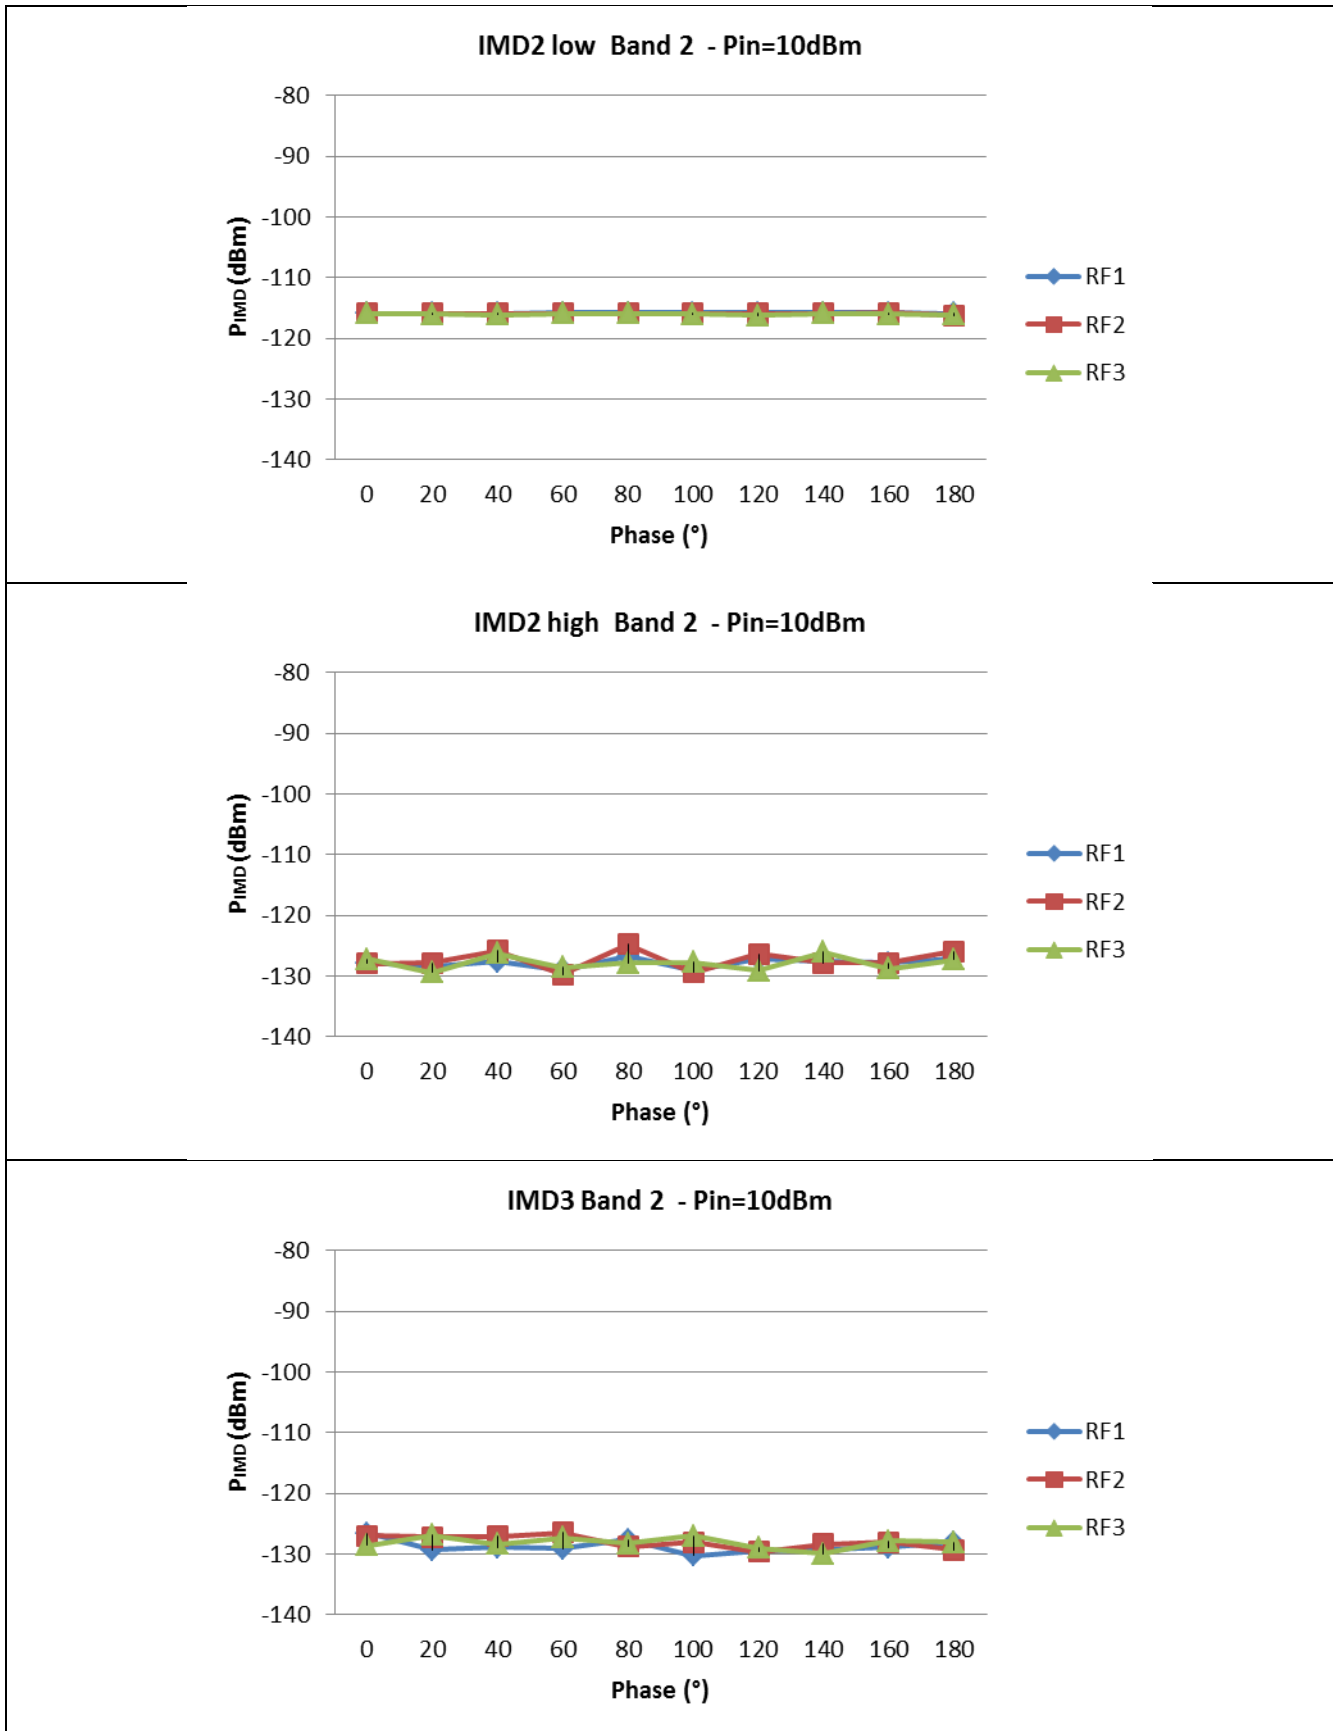 IMD2 low Band 2 - Pin=10dBm
-80
-90
-100
-110
-120
-130
-140
PIMD (dBm)
0 20 40 60 80 100 120 140 160 180
Phase (°)
RF1
RF2
RF3
IMD2 high Band 2 - Pin=10dBm
-80
-90
-100
-110
-120
-130
-140
PIMD (dBm)
0 20 40 60 80 100 120 140 160 180
Phase (°)
RF1
RF2
RF3
IMD3 Band 2 - Pin=10dBm
-80
-90
-100
-110
-120
-130
-140
PIMD (dBm)
0 20 40 60 80 100 120 140 160 180
Phase (°)
RF1
RF2
RF3